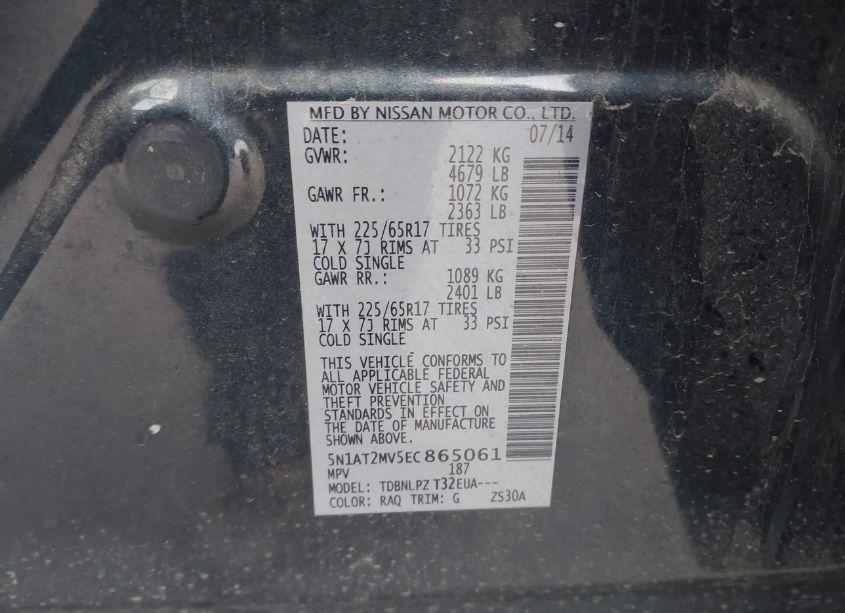 MFD BY NISSAN MOTOR CO., LTD.
DATE: 07/14
GVWR: 2122 KG
4679 LB
GAWR FR.: 1072 KG
2363 LB
WITH 225/65R17 TIRES
17 X 7J RIMS AT 33 PSI
COLD SINGLE
GAWR RR.: 1089 KG
2401 LB
WITH 225/65R17 TIRES
17 X 7J RIMS AT 33 PSI
COLD SINGLE
THIS VEHICLE CONFORMS TO
ALL APPLICABLE FEDERAL
MOTOR VEHICLE SAFETY AND
THEFT PREVENTION
STANDARDS IN EFFECT ON
THE DATE OF MANUFACTURE
SHOWN ABOVE.
5N1AT2MV5EC865061
MPV 187
MODEL: TDBNLPZ T32EUA---
COLOR: RAQ TRIM: G ZS30A